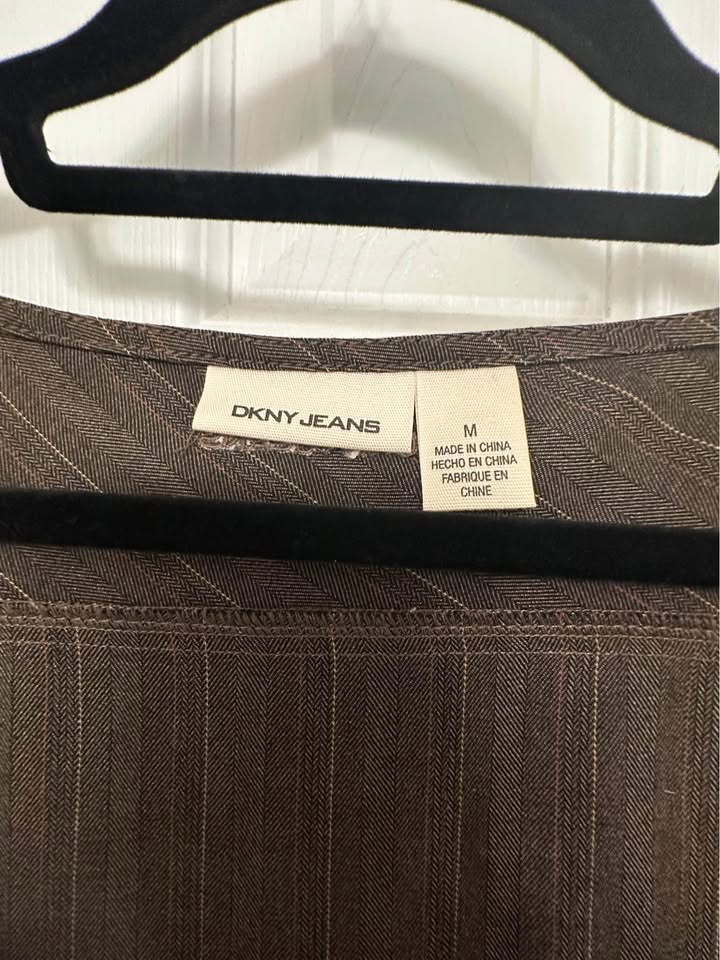 DKNY JEANS
M
MADE IN CHINA
HECHO EN CHINA
FABRIQUE EN
CHINE